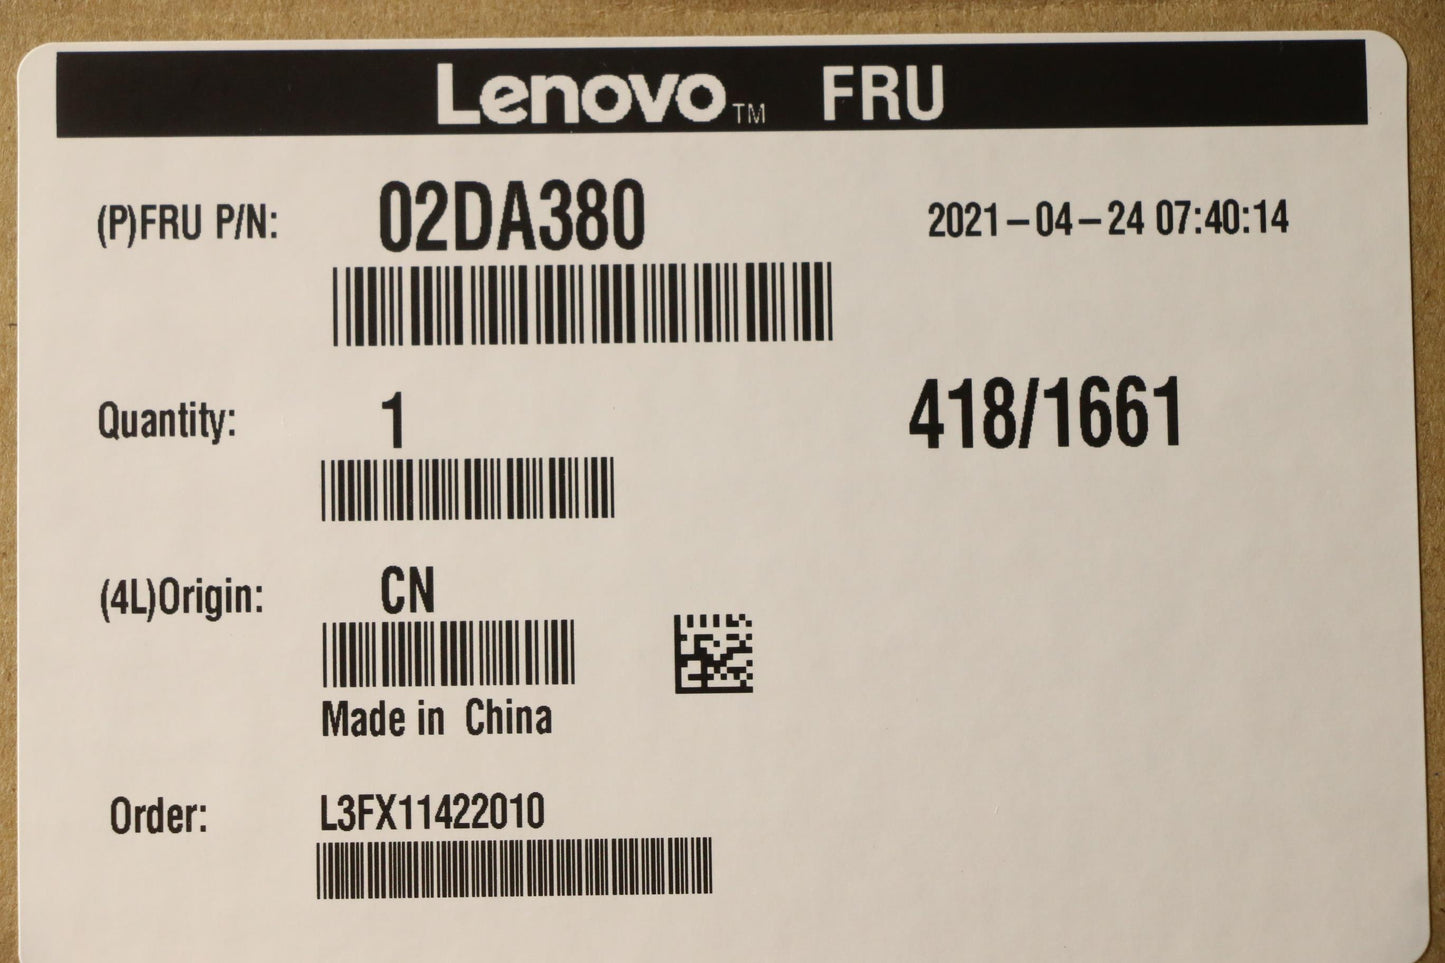 Lenovo™ FRU
(P)FRU P/N: 02DA380 2021-04-24 07:40:14
Quantity: 1 418/1661
(4L)Origin: CN
Made in China
Order: L3FX11422010